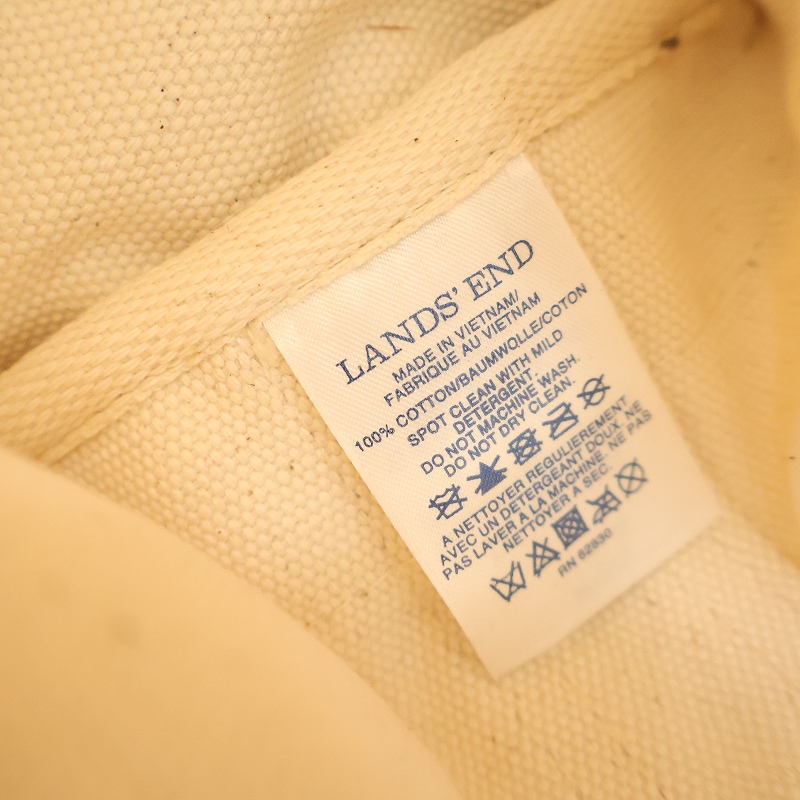 LANDS' END
MADE IN VIETNAM/
FABRIQUE AU VIETNAM
100% COTTON/BAUMWOLLE/COTON
SPOT CLEAN WITH MILD
DETERGENT.
DO NOT MACHINE WASH.
DO NOT DRY CLEAN.
A NETTOYER REGULIEREMENT
AVEC UN DETERGEANT DOUX. NE
PAS LAVER A LA MACHINE. NE PAS
NETTOYER A SEC.
RN 62830